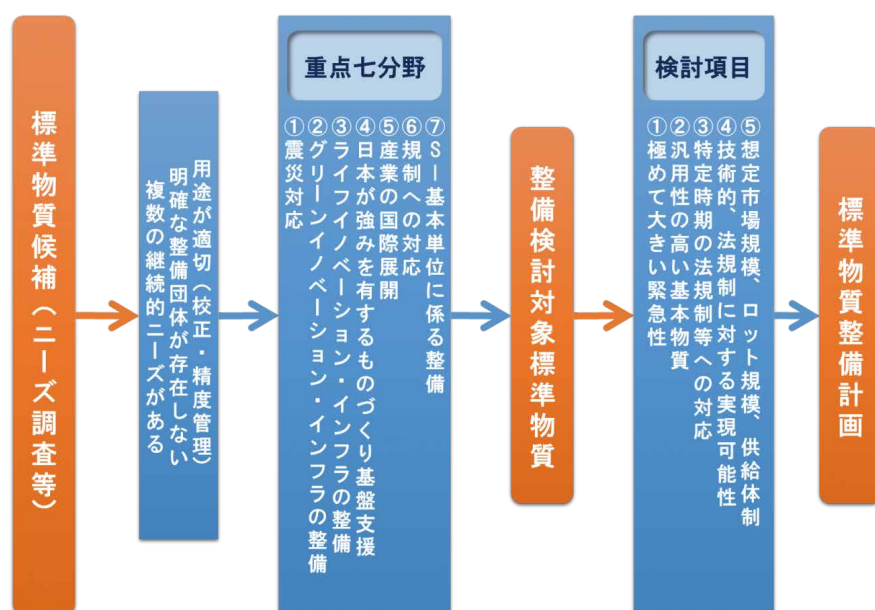 標準物質候補（ニーズ調査等）
用途が適切（校正・精度管理）
明確な整備団体が存在しない
複数の継続的ニーズがある
重点七分野
①震災対応
②グリーンイノベーション・インフラの整備
③ライフイノベーション・インフラの整備
④日本が強みを有するものづくり基盤支援
⑤産業の国際展開
⑥規制への対応
⑦SI基本単位に係る整備
整備検討対象標準物質
検討項目
①極めて大きい緊急性
②汎用性の高い基本物質
③特定時期の法規制等への対応
④技術的、法規制に対する実現可能性
⑤想定市場規模、ロット規模、供給体制
標準物質整備計画